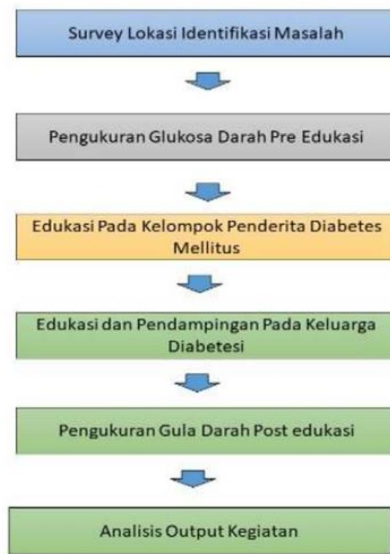 Survey Lokasi Identifikasi Masalah
Pengukuran Glukosa Darah Pre Edukasi
Edukasi Pada Kelompok Penderita Diabetes
Mellitus
Edukasi dan Pendampingan Pada Keluarga
Diabetesi
Pengukuran Gula Darah Post edukasi
Analisis Output Kegiatan